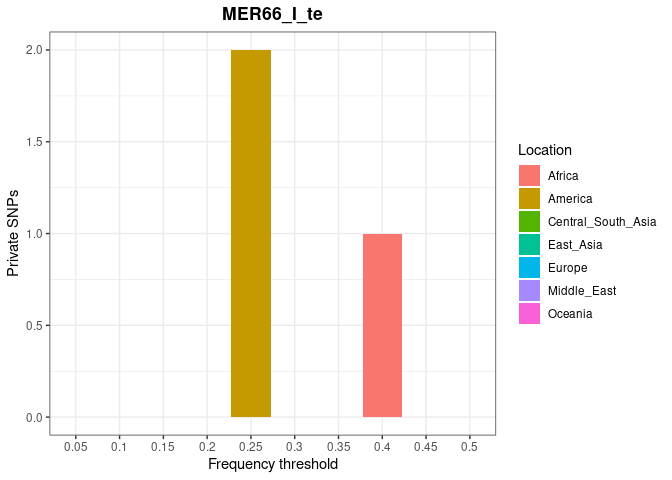 MER66_I_te
Private SNPs
2.0
1.5
1.0
0.5
0.0
0.05 0.1 0.15 0.2 0.25 0.3 0.35 0.4 0.45 0.5
Frequency threshold
Location
Africa
America
Central_South_Asia
East_Asia
Europe
Middle_East
Oceania